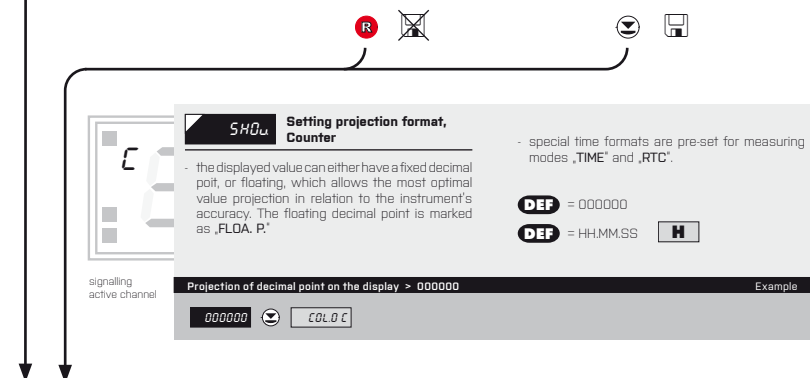 R
SHOw
Setting projection format,
Counter
- the displayed value can either have a fixed decimal
poit, or floating, which allows the most optimal
value projection in relation to the instrument's
accuracy. The floating decimal point is marked
as „FLOA. P.“
- special time formats are pre-set for measuring
modes „TIME“ and „RTC“.
DEF = 000000
DEF = HH.MM.SS H
C
signalling
active channel
Projection of decimal point on the display > 000000 Example
000000 COL.O C